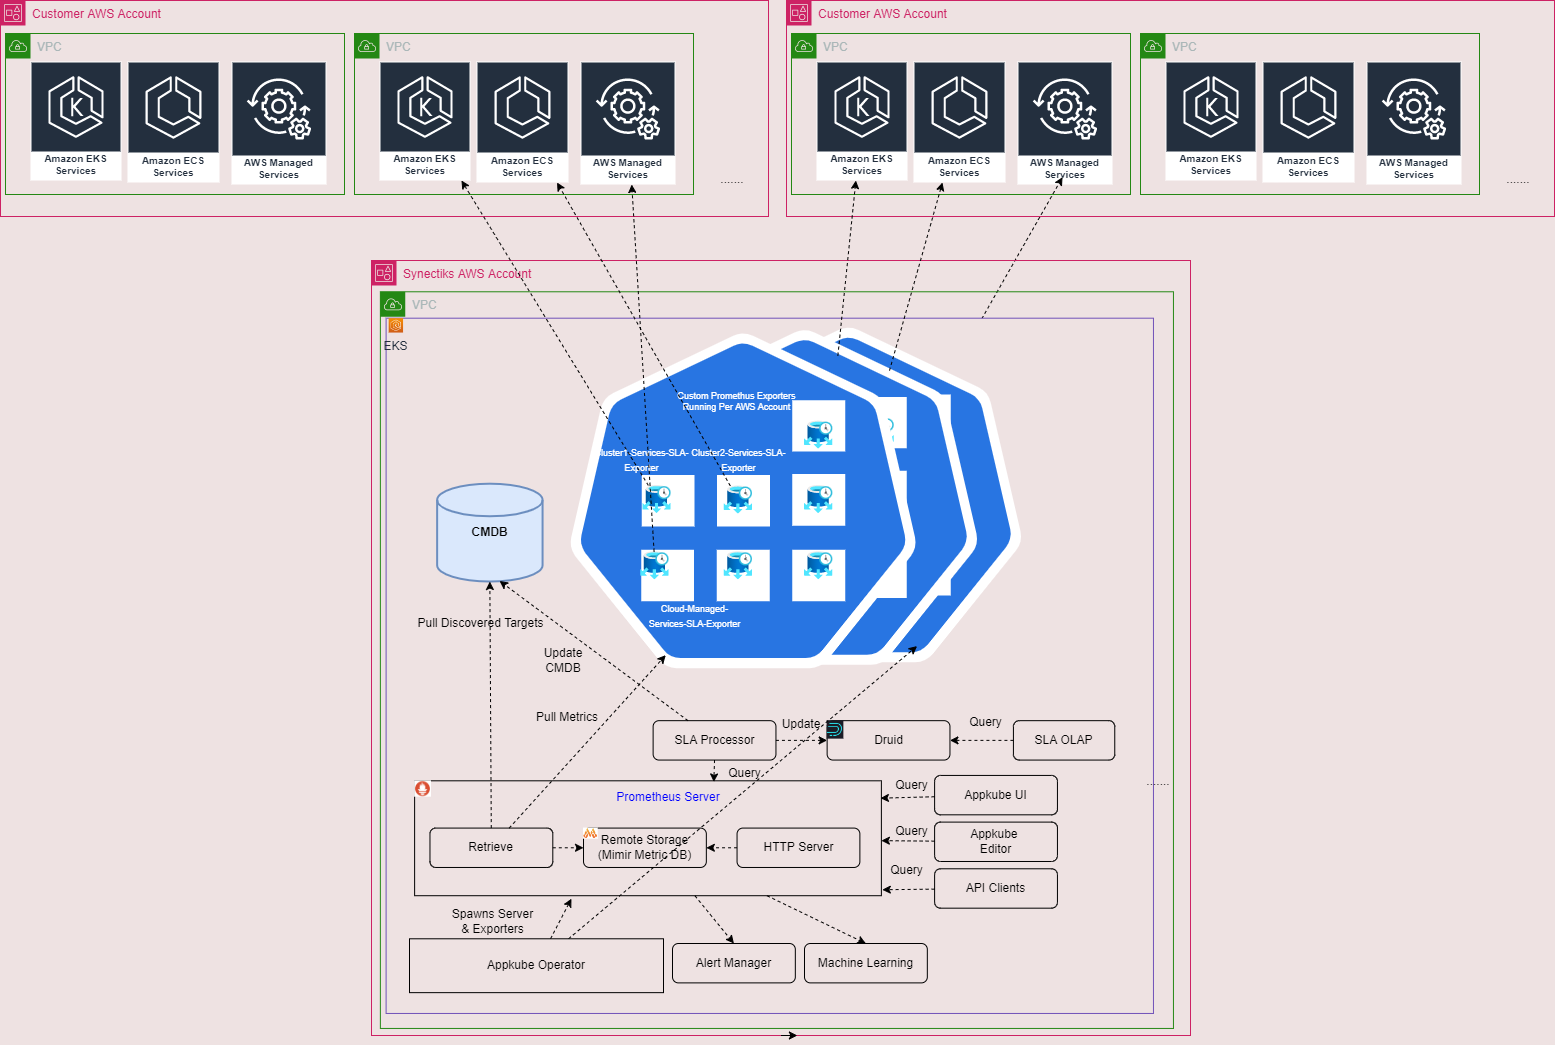 Customer AWS Account
VPC
Amazon EKS
Services
Amazon ECS
Services
AWS Managed
Services
VPC
Amazon EKS
Services
Amazon ECS
Services
AWS Managed
Services
.......
Customer AWS Account
VPC
Amazon EKS
Services
Amazon ECS
Services
AWS Managed
Services
VPC
Amazon EKS
Services
Amazon ECS
Services
AWS Managed
Services
.......
Synectiks AWS Account
VPC
EKS
Custom Promethus Exporters
Running Per AWS Account
luster1-Services-SLA-
Exporter
Cluster2-Services-SLA-
Exporter
Cloud-Managed-
Services-SLA-Exporter
CMDB
Pull Discovered Targets
Update
CMDB
Pull Metrics
SLA Processor
Update
Druid
Query
SLA OLAP
Query
Prometheus Server
Retrieve
Remote Storage
(Mimir Metric DB)
HTTP Server
Query
Appkube UI
Query
Appkube
Editor
Query
API Clients
.......
Spawns Server
& Exporters
Appkube Operator
Alert Manager
Machine Learning